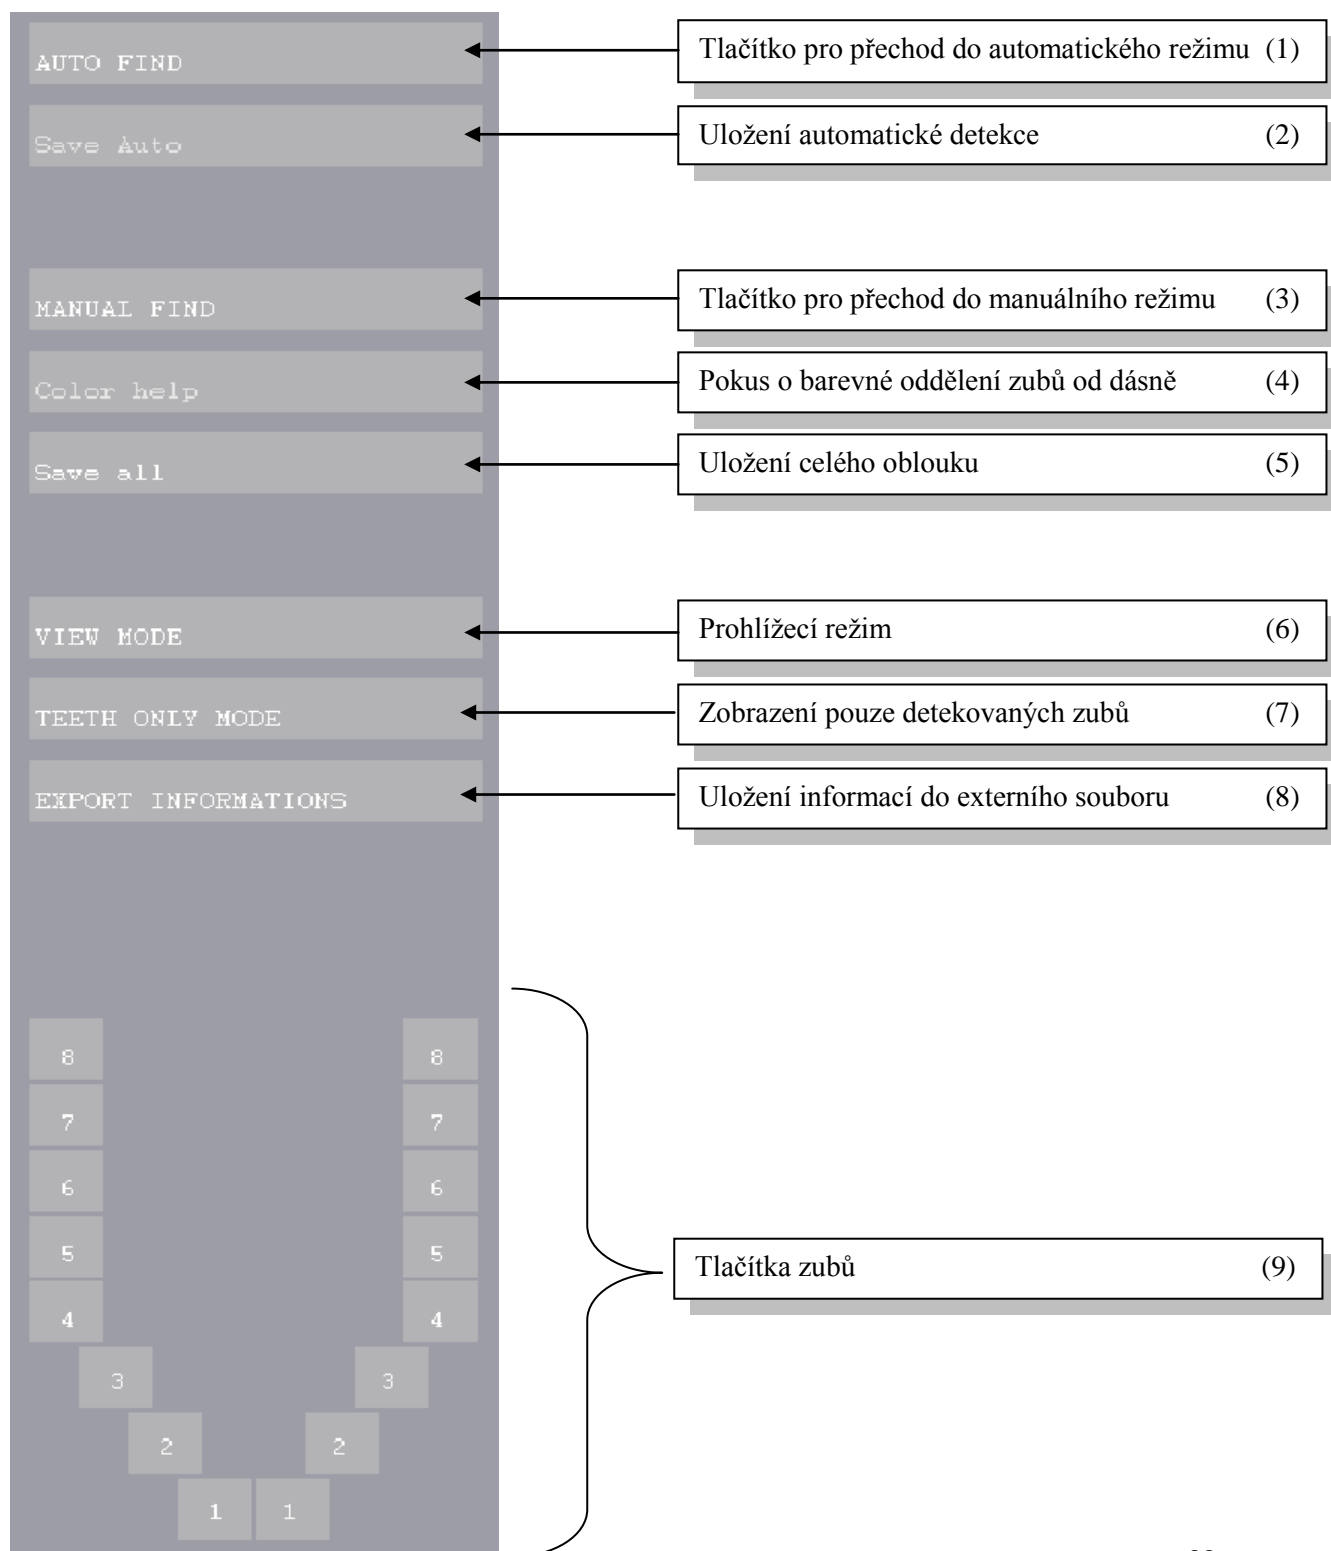 AUTO FIND
Tlačítko pro přechod do automatického režimu (1)
Save Auto
Uložení automatické detekce (2)
MANUAL FIND
Tlačítko pro přechod do manuálního režimu (3)
Color help
Pokus o barevné oddělení zubů od dásně (4)
Save all
Uložení celého oblouku (5)
VIEW MODE
Prohlížecí režim (6)
TEETH ONLY MODE
Zobrazení pouze detekovaných zubů (7)
EXPORT INFORMATIONS
Uložení informací do externího souboru (8)
8 8
7 7
6 6
5 5
Tlačítka zubů (9)
4 4
3 3
2 2
1 1